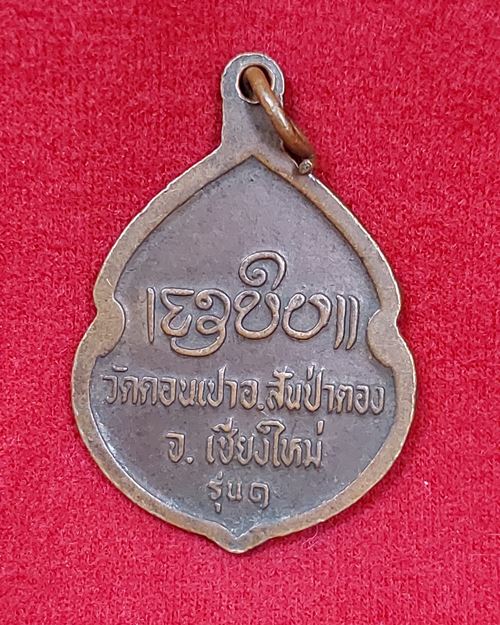 วัดดอนเปา อ.สันป่าตอง
จ. เชียงใหม่
รุ่น ๑